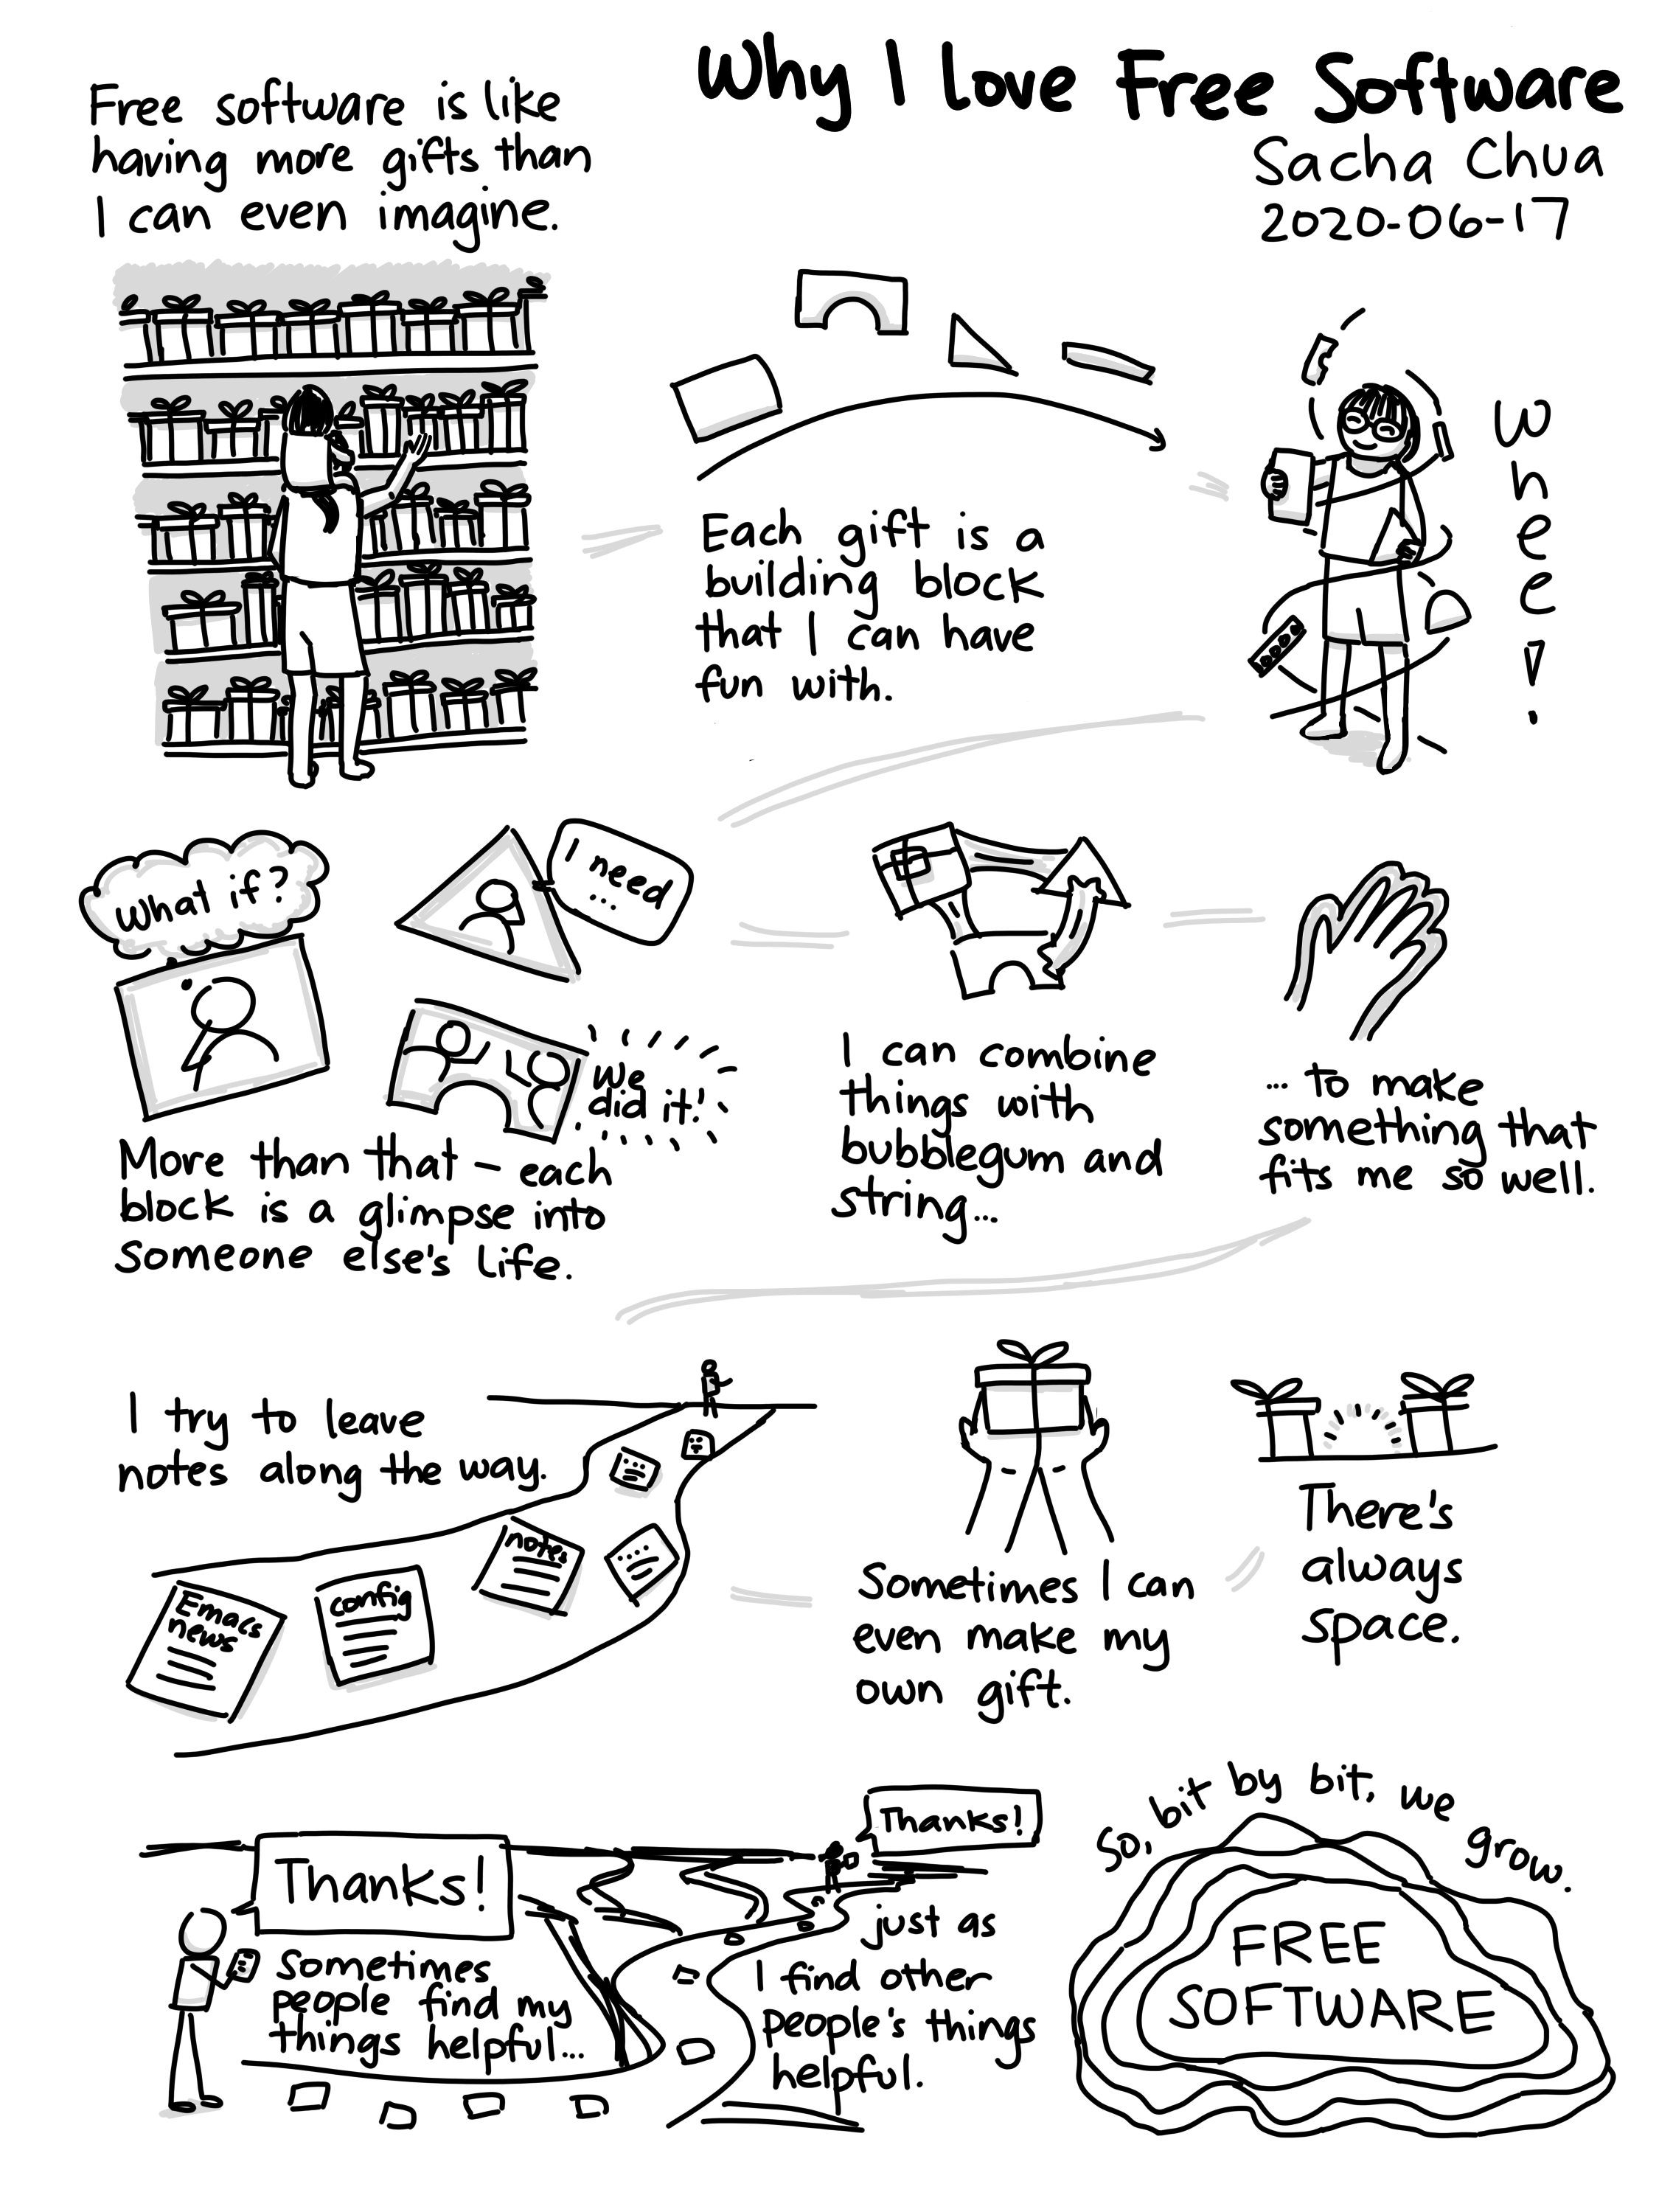 Why I Love Free Software
Sacha Chua
2020-06-17
Free software is like
having more gifts than
I can even imagine.
Each gift is a
building block
that I can have
fun with.
Whee!
What if?
I need
...
We
did it!
More than that - each
block is a glimpse into
someone else's life.
I can combine
things with
bubblegum and
string...
... to make
something that
fits me so well.
I try to leave
notes along the way.
Emacs
news
config
notes
Sometimes I can
even make my
own gift.
There's
always
space.
Thanks!
Sometimes
people find my
things helpful...
Thanks!
just as
I find other
people's things
helpful.
So, bit by bit, we grow.
FREE
SOFTWARE